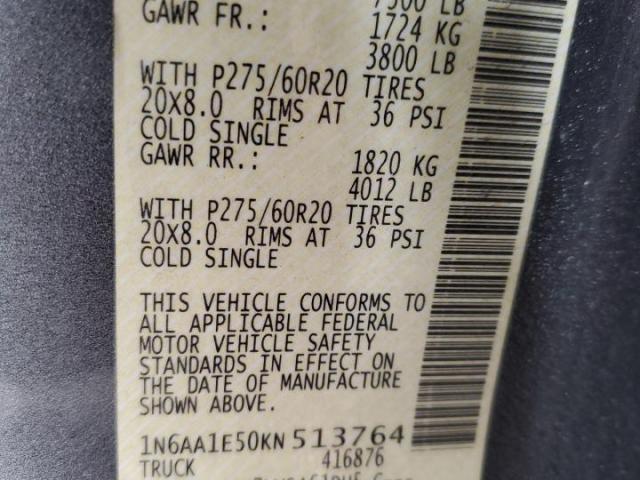 7500 LB
GAWR FR.: 1724 KG
3800 LB
WITH P275/60R20 TIRES
20X8.0 RIMS AT 36 PSI
COLD SINGLE
GAWR RR.: 1820 KG
4012 LB
WITH P275/60R20 TIRES
20X8.0 RIMS AT 36 PSI
COLD SINGLE
THIS VEHICLE CONFORMS TO
ALL APPLICABLE FEDERAL
MOTOR VEHICLE SAFETY
STANDARDS IN EFFECT ON
THE DATE OF MANUFACTURE
SHOWN ABOVE.
1N6AA1E50KN513764
TRUCK 416876